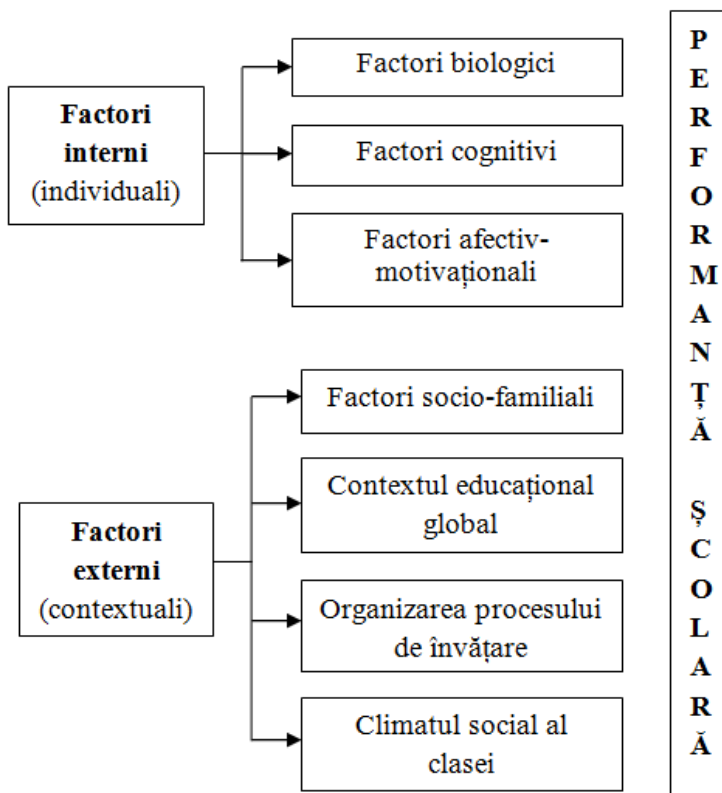 Factori
interni
(individuali)
Factori biologici
Factori cognitivi
Factori afectiv-
motivaționali
Factori
externi
(contextuali)
Factori socio-familiali
Contextul educațional
global
Organizarea procesului
de învățare
Climatul social al
clasei
P
E
R
F
O
R
M
A
N
Ț
Ă
Ș
C
O
L
A
R
Ă